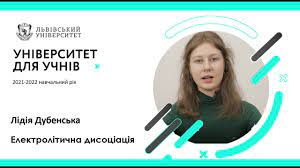 ЛЬВІВСЬКИЙ
УНІВЕРСИТЕТ
УНІВЕРСИТЕТ
ДЛЯ УЧНІВ
2021-2022 навчальний рік
Лідія Дубенська
Електролітична дисоціація